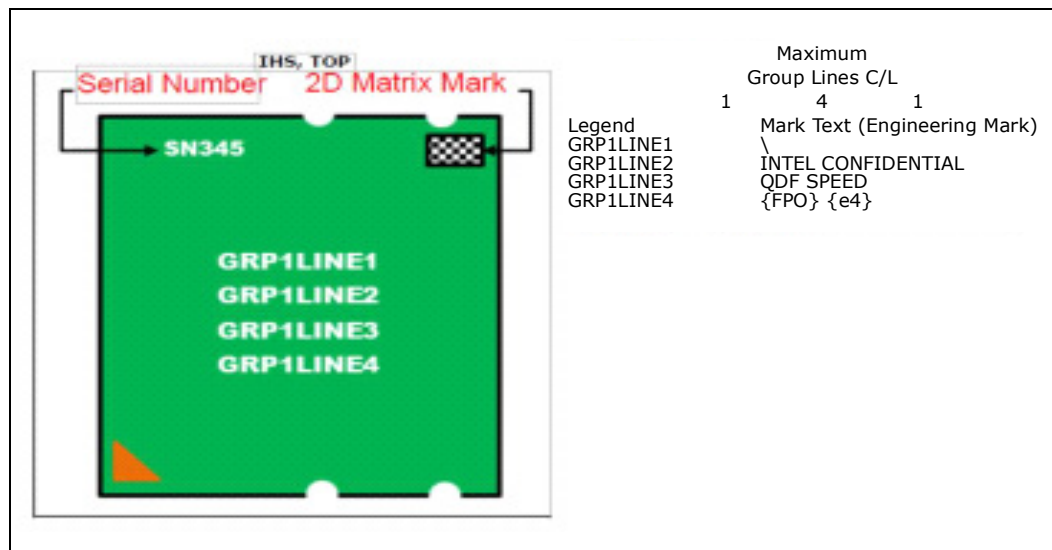 IHS, TOP
Serial Number 2D Matrix Mark
SN345
GRP1LINE1
GRP1LINE2
GRP1LINE3
GRP1LINE4
Maximum
Group Lines C/L
1 4 1
Legend Mark Text (Engineering Mark)
GRP1LINE1 \
GRP1LINE2 INTEL CONFIDENTIAL
GRP1LINE3 QDF SPEED
GRP1LINE4 {FPO} {e4}